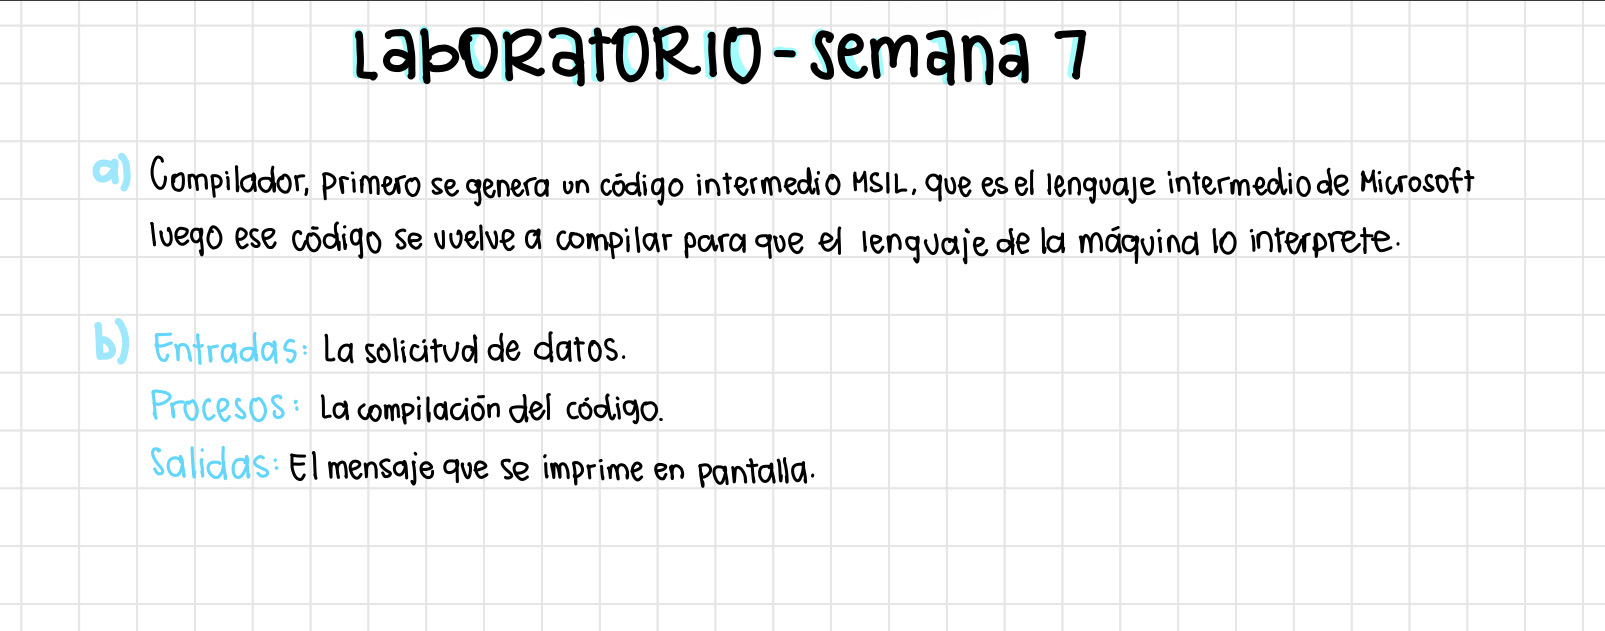 LaboRatoRIO - Semana 7
a) Compilador, primero se genera un código intermedio MSIL, que es el lenguaje intermedio de Microsoft
luego ese código se vuelve a compilar para que el lenguaje de la máquina lo interprete.
b) Entradas: La solicitud de datos.
Procesos: La compilación del código.
Salidas: El mensaje que se imprime en pantalla.